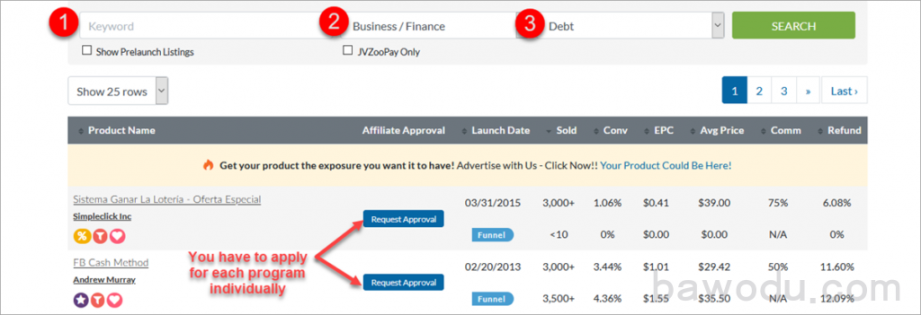 1 Keyword 2 Business / Finance 3 Debt SEARCH
Show Prelaunch Listings JVZooPay Only
Show 25 rows 1 2 3 » Last ›
Product Name Affiliate Approval Launch Date Sold Conv EPC Avg Price Comm Refund
Get your product the exposure you want it to have! Advertise with Us - Click Now!! Your Product Could Be Here!
Sistema Ganar La Lotería - Oferta Especial 03/31/2015 3,000+ 1.06% $0.41 $39.00 75% 6.08%
Simpleclick Inc Request Approval
% T Funnel <10 0% $0.00 $0.00 N/A 0%
You have to apply
for each program
individually
FB Cash Method 02/20/2013 3,000+ 3.44% $1.01 $29.42 50% 11.60%
Andrew Murray Request Approval
T Funnel 3,500+ 4.36% $1.55 $35.50 N/A 12.09%
bawodu.com